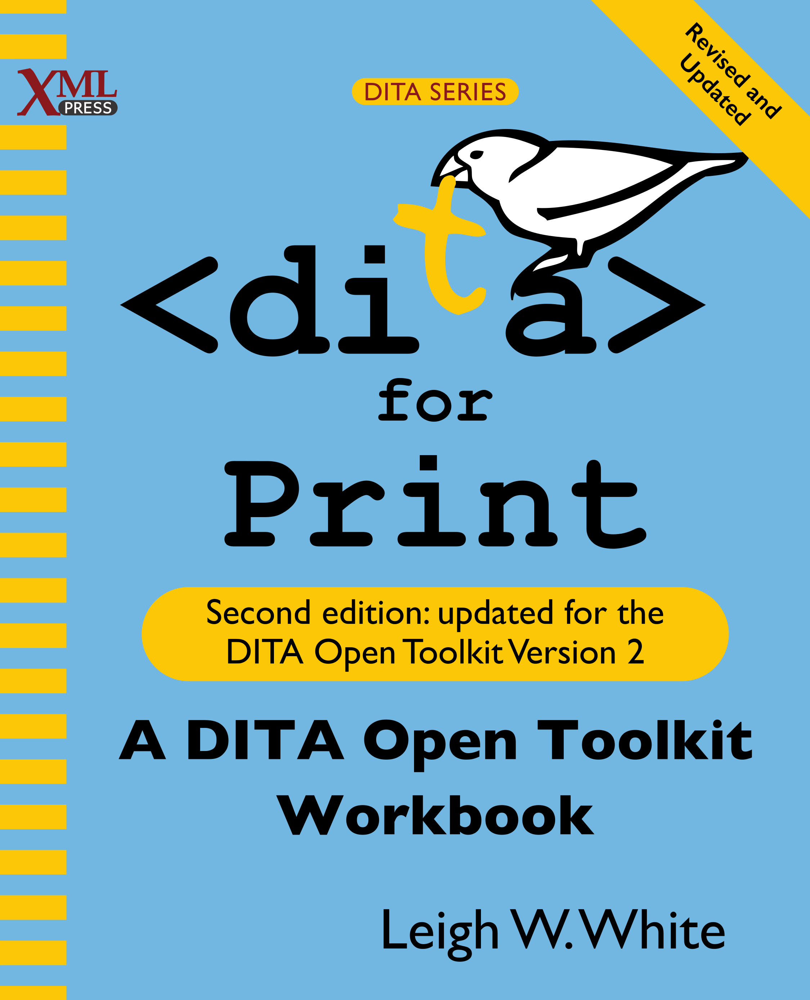 Revised and
Updated
XML
PRESS
DITA SERIES
<dita>
for
Print
Second edition: updated for the
DITA Open Toolkit Version 2
A DITA Open Toolkit
Workbook
Leigh W. White